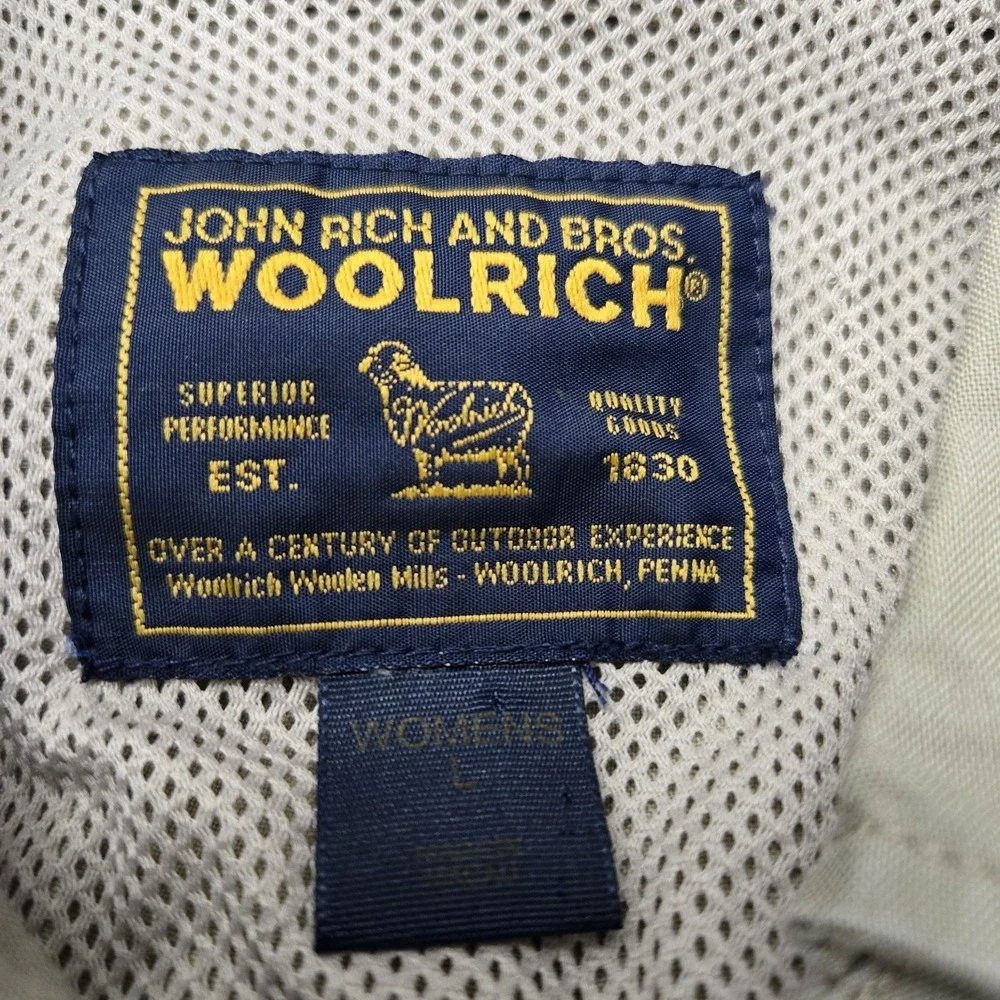 JOHN RICH AND BROS.
WOOLRICH®
SUPERIOR
PERFORMANCE
EST.
Woolrich
QUALITY
GOODS
1830
OVER A CENTURY OF OUTDOOR EXPERIENCE
Woolrich Woolen Mills - WOOLRICH, PENNA
WOMENS
L